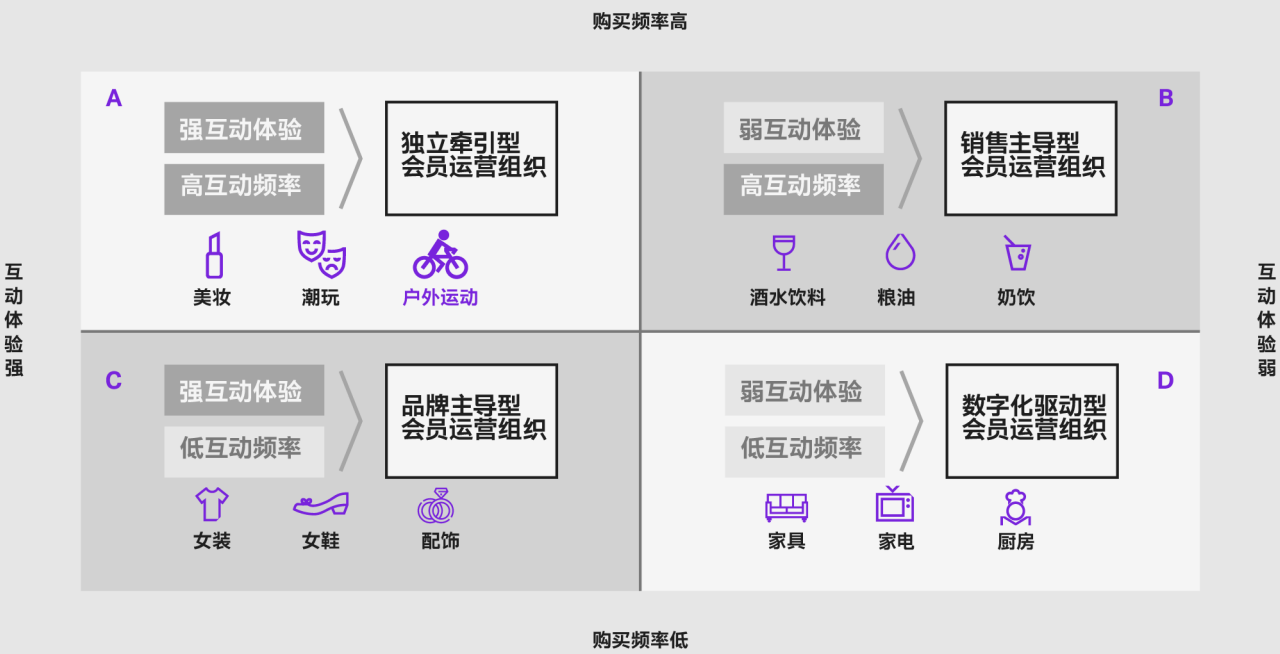 购买频率高
互动体验强
互动体验弱
A
强互动体验
高互动频率
独立牵引型
会员运营组织
美妆
潮玩
户外运动
B
弱互动体验
高互动频率
销售主导型
会员运营组织
酒水饮料
粮油
奶饮
C
强互动体验
低互动频率
品牌主导型
会员运营组织
女装
女鞋
配饰
D
弱互动体验
低互动频率
数字化驱动型
会员运营组织
家具
家电
厨房
购买频率低